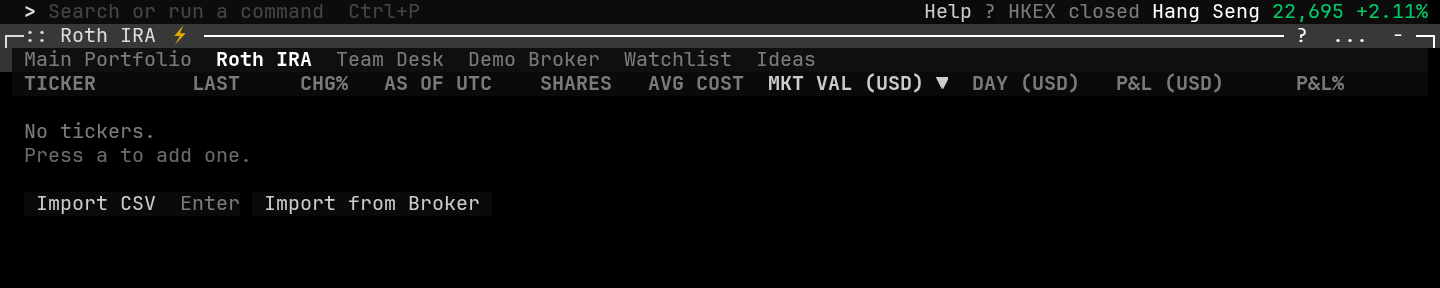 > Search or run a command  Ctrl+P  Help ? HKEX closed Hang Seng 22,695 +2.11%
:: Roth IRA ⚡ ? ... -
Main Portfolio  Roth IRA  Team Desk  Demo Broker  Watchlist  Ideas
TICKER  LAST  CHG%  AS OF UTC  SHARES  AVG COST  MKT VAL (USD) ▼  DAY (USD)  P&L (USD)  P&L%
No tickers.
Press a to add one.
Import CSV  Enter  Import from Broker